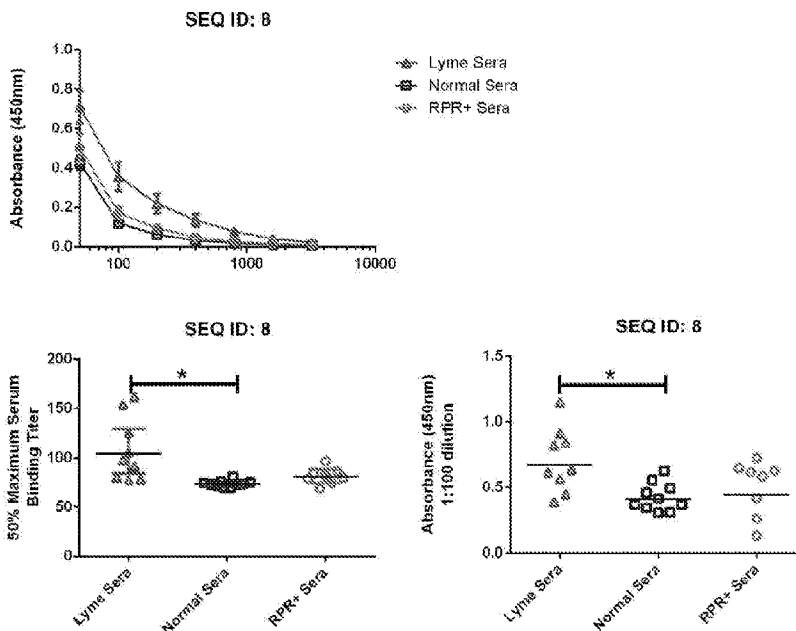 SEQ ID: 8
Absorbance (450nm)
1.0
0.8
0.6
0.4
0.2
0.0
100
1000
10000
Lyme Sera
Normal Sera
RPR+ Sera
SEQ ID: 8
50% Maximum Serum
Binding Titer
200
150
100
50
0
*
Lyme Sera
Normal Sera
RPR+ Sera
SEQ ID: 8
Absorbance (450nm)
1:100 dilution
1.5
1.0
0.5
0.0
*
Lyme Sera
Normal Sera
RPR+ Sera